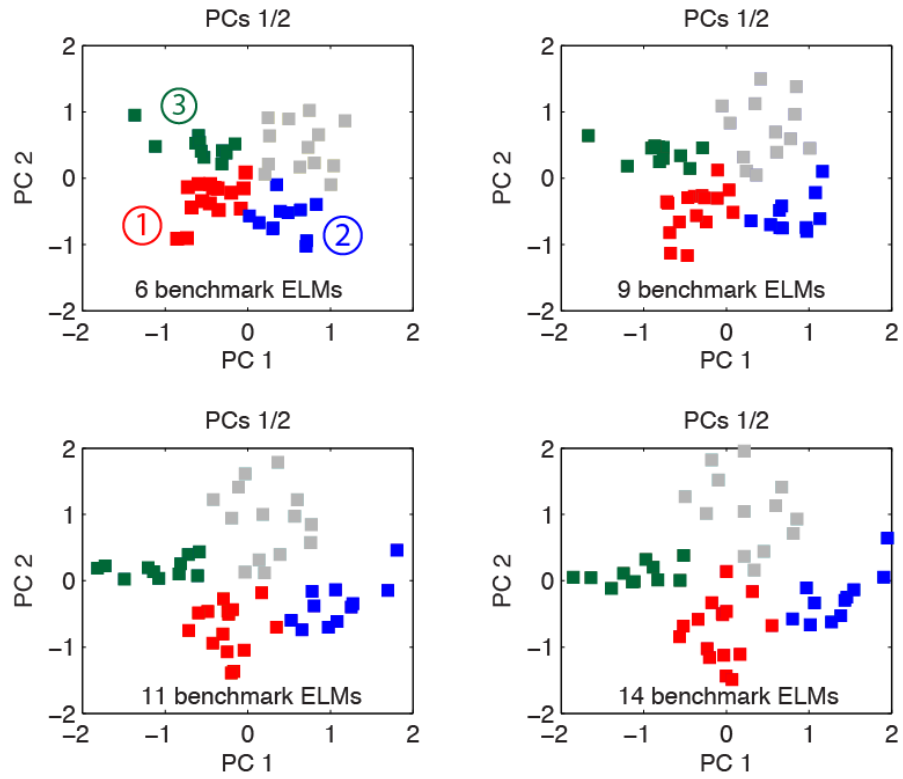 PCs 1/2
2
1
0
−1
−2
PC 2
3
1
2
6 benchmark ELMs
−2 −1 0 1 2
PC 1
PCs 1/2
2
1
0
−1
−2
PC 2
9 benchmark ELMs
−2 −1 0 1 2
PC 1
PCs 1/2
2
1
0
−1
−2
PC 2
11 benchmark ELMs
−2 −1 0 1 2
PC 1
PCs 1/2
2
1
0
−1
−2
PC 2
14 benchmark ELMs
−2 −1 0 1 2
PC 1